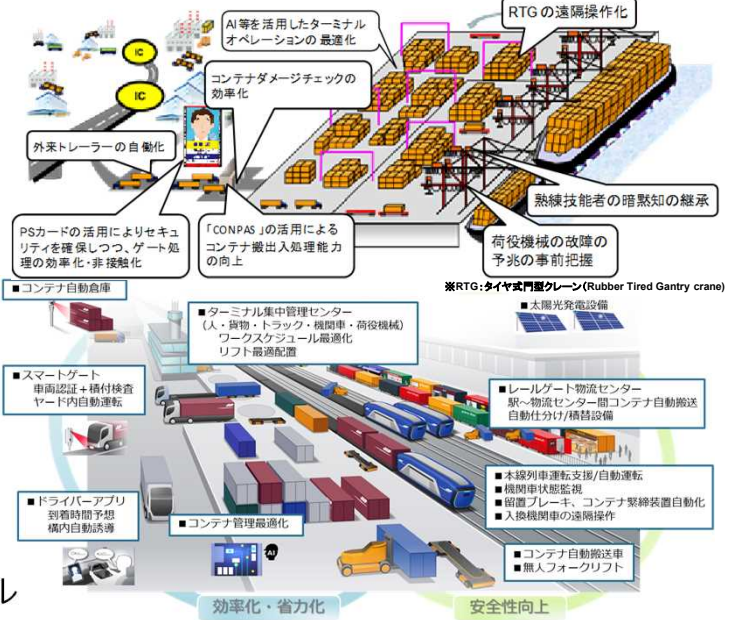 RTGの遠隔操作化
AI等を活用したターミナル
オペレーションの最適化
IC
IC
コンテナダメージチェックの
効率化
外来トレーラーの自働化
熟練技能者の暗黙知の継承
PSカードの活用によりセキュ
リティを確保しつつ、ゲート処
理の効率化・非接触化
「CONPAS」の活用による
コンテナ搬出入処理能力
の向上
荷役機械の故障の
予兆の事前把握
※RTG：タイヤ式門型クレーン（Rubber Tired Gantry crane)
■コンテナ自動倉庫
■ターミナル集中管理センター
（人・貨物・トラック・機関車・荷役機械）
ワークスケジュール最適化
リフト最適配置
■太陽光発電設備
■スマートゲート
車両認証＋積付検査
ヤード内自動運転
■レールゲート物流センター
駅～物流センター間コンテナ自動搬送
自動仕分け/積替設備
■本線列車運転支援/自動運転
■機関車状態監視
■留置ブレーキ、コンテナ緊締装置自動化
■入換機関車の遠隔操作
■ドライバーアプリ
到着時間予想
構内自動誘導
■コンテナ管理最適化
AI
■コンテナ自動搬送車
■無人フォークリフト
ル
効率化・省力化
安全性向上